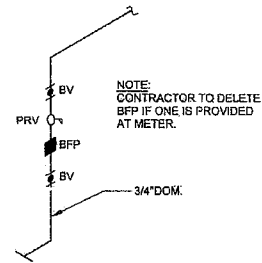 BV
NOTE:
CONTRACTOR TO DELETE
BFP IF ONE IS PROVIDED
AT METER.
PRV
BFP
BV
3/4"DOM.